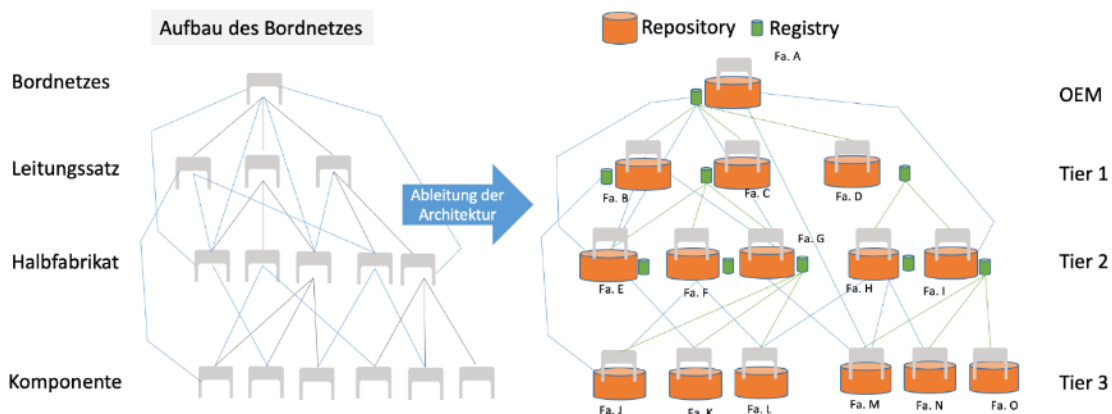 Aufbau des Bordnetzes
Repository
Registry
Fa. A
Bordnetzes
OEM
Leitungssatz
Tier 1
Ableitung der
Architektur
Fa. B
Fa. C
Fa. D
Fa. G
Halbfabrikat
Tier 2
Fa. E
Fa. F
Fa. H
Fa. I
Komponente
Tier 3
Fa. J
Fa. K
Fa. L
Fa. M
Fa. N
Fa. O